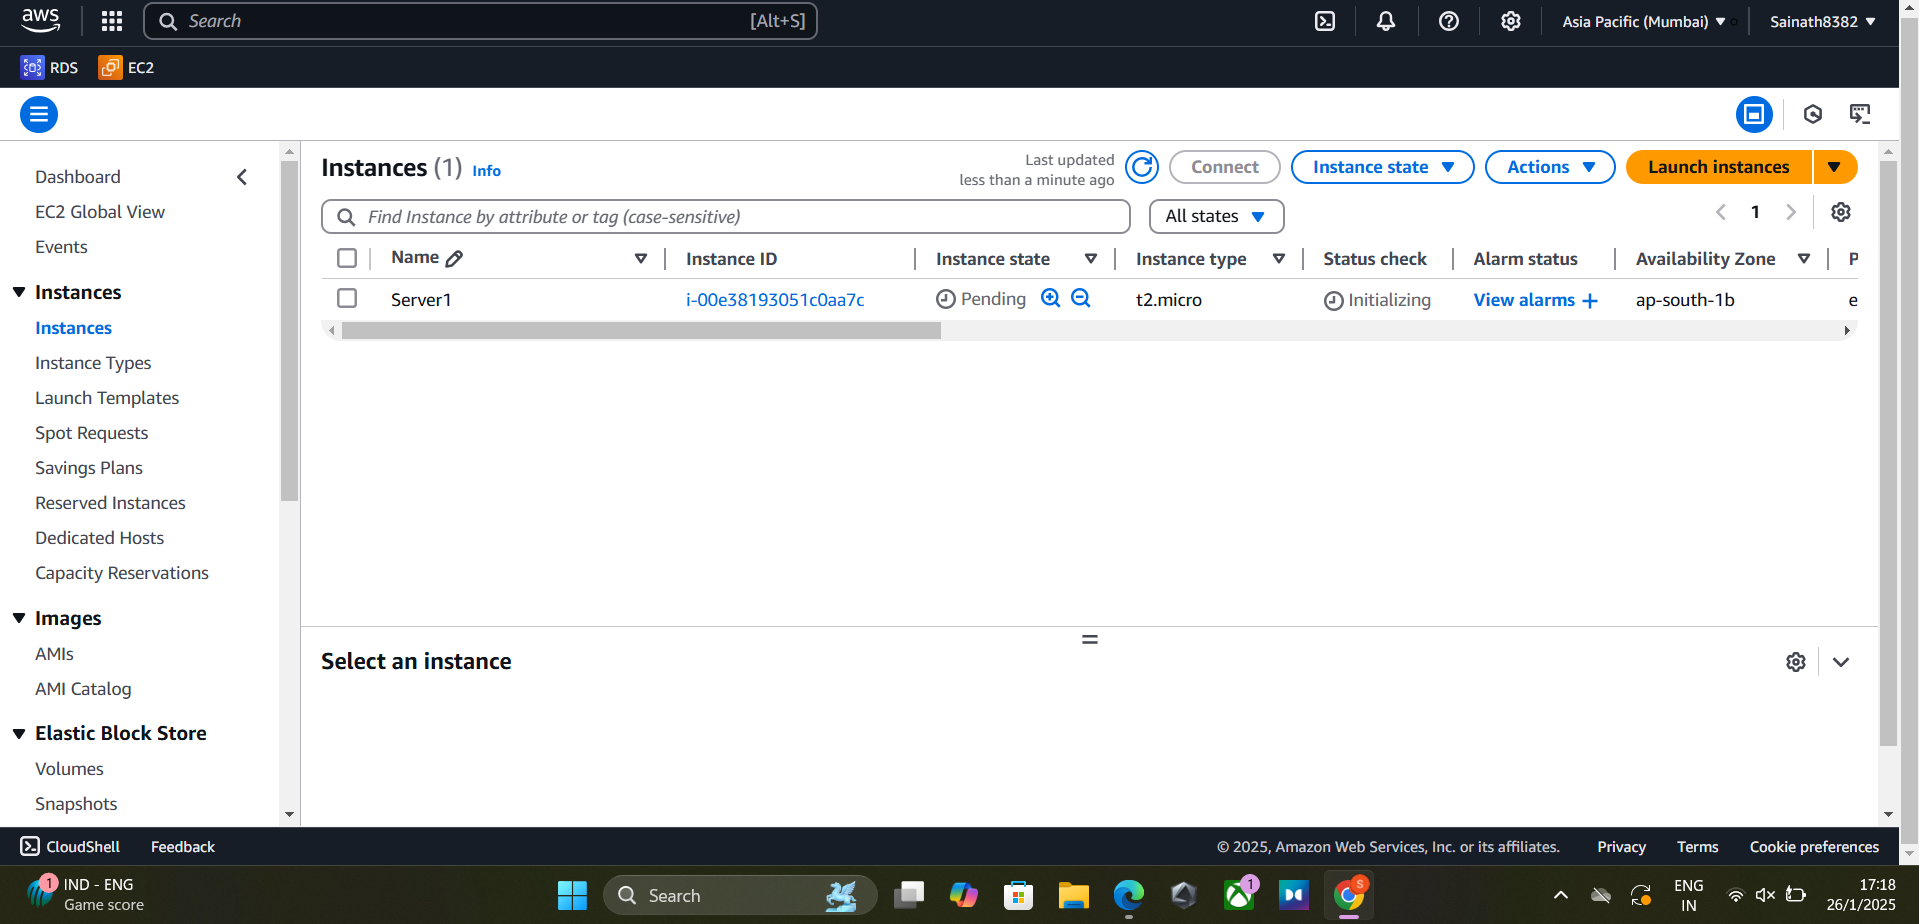 aws
Search [Alt+S]
Asia Pacific (Mumbai) Sainath8382
RDS EC2
Dashboard
EC2 Global View
Events
Instances
Instances
Instance Types
Launch Templates
Spot Requests
Savings Plans
Reserved Instances
Dedicated Hosts
Capacity Reservations
Images
AMIs
AMI Catalog
Elastic Block Store
Volumes
Snapshots
Instances (1) Info
Last updated
less than a minute ago
Connect Instance state Actions Launch instances
Find Instance by attribute or tag (case-sensitive) All states 1
Name Instance ID Instance state Instance type Status check Alarm status Availability Zone P
Server1 i-00e38193051c0aa7c Pending t2.micro Initializing View alarms + ap-south-1b e
Select an instance
CloudShell Feedback © 2025, Amazon Web Services, Inc. or its affiliates. Privacy Terms Cookie preferences
1 IND - ENG
Game score
Search
1
S
ENG
IN
17:18
26/1/2025